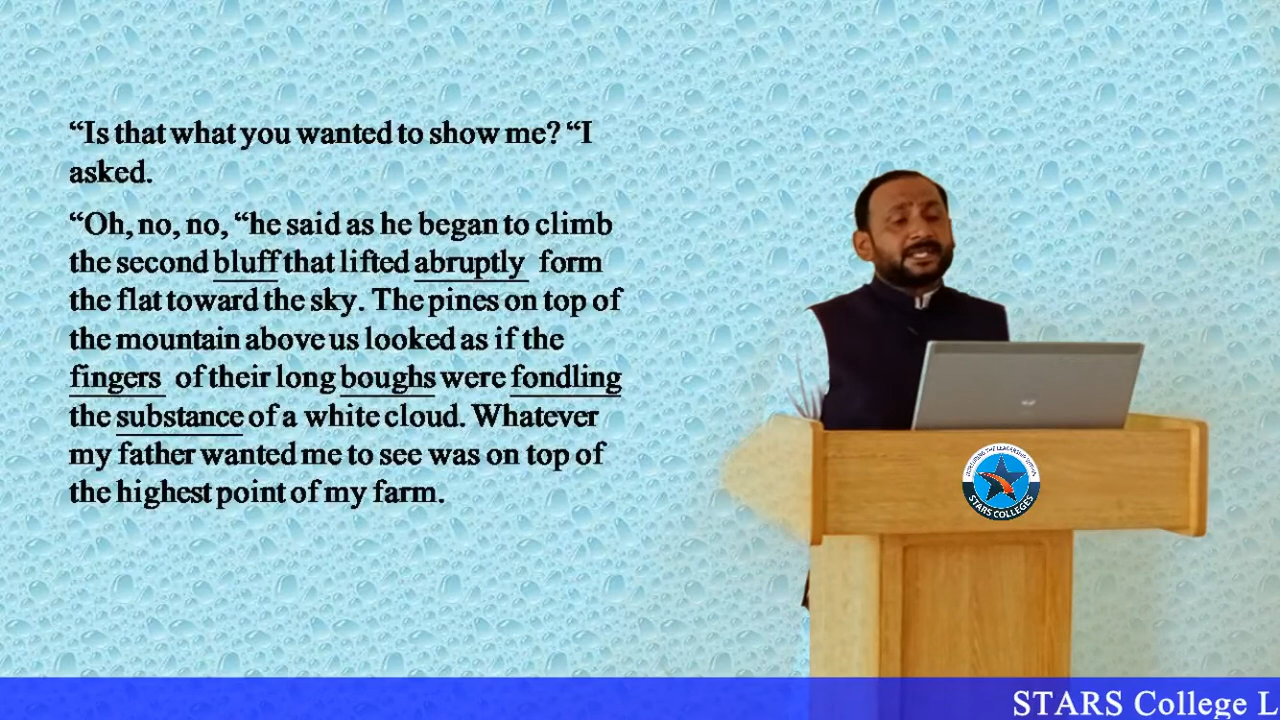 “Is that what you wanted to show me? “I
asked.
“Oh, no, no, “he said as he began to climb
the second bluff that lifted abruptly form
the flat toward the sky. The pines on top of
the mountain above us looked as if the
fingers of their long boughs were fondling
the substance of a white cloud. Whatever
my father wanted me to see was on top of
the highest point of my farm.
STARS COLLEGES
STARS College L